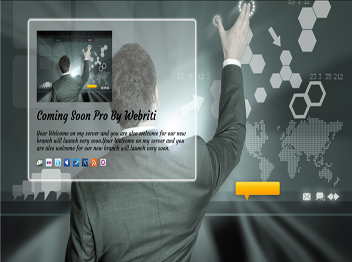 Coming Soon Pro By Webriti
Your Welcome on my server and you are also welcome for our new
branch will launch very soon.Your Welcome on my server and you
are also welcome for our new branch will launch very soon.